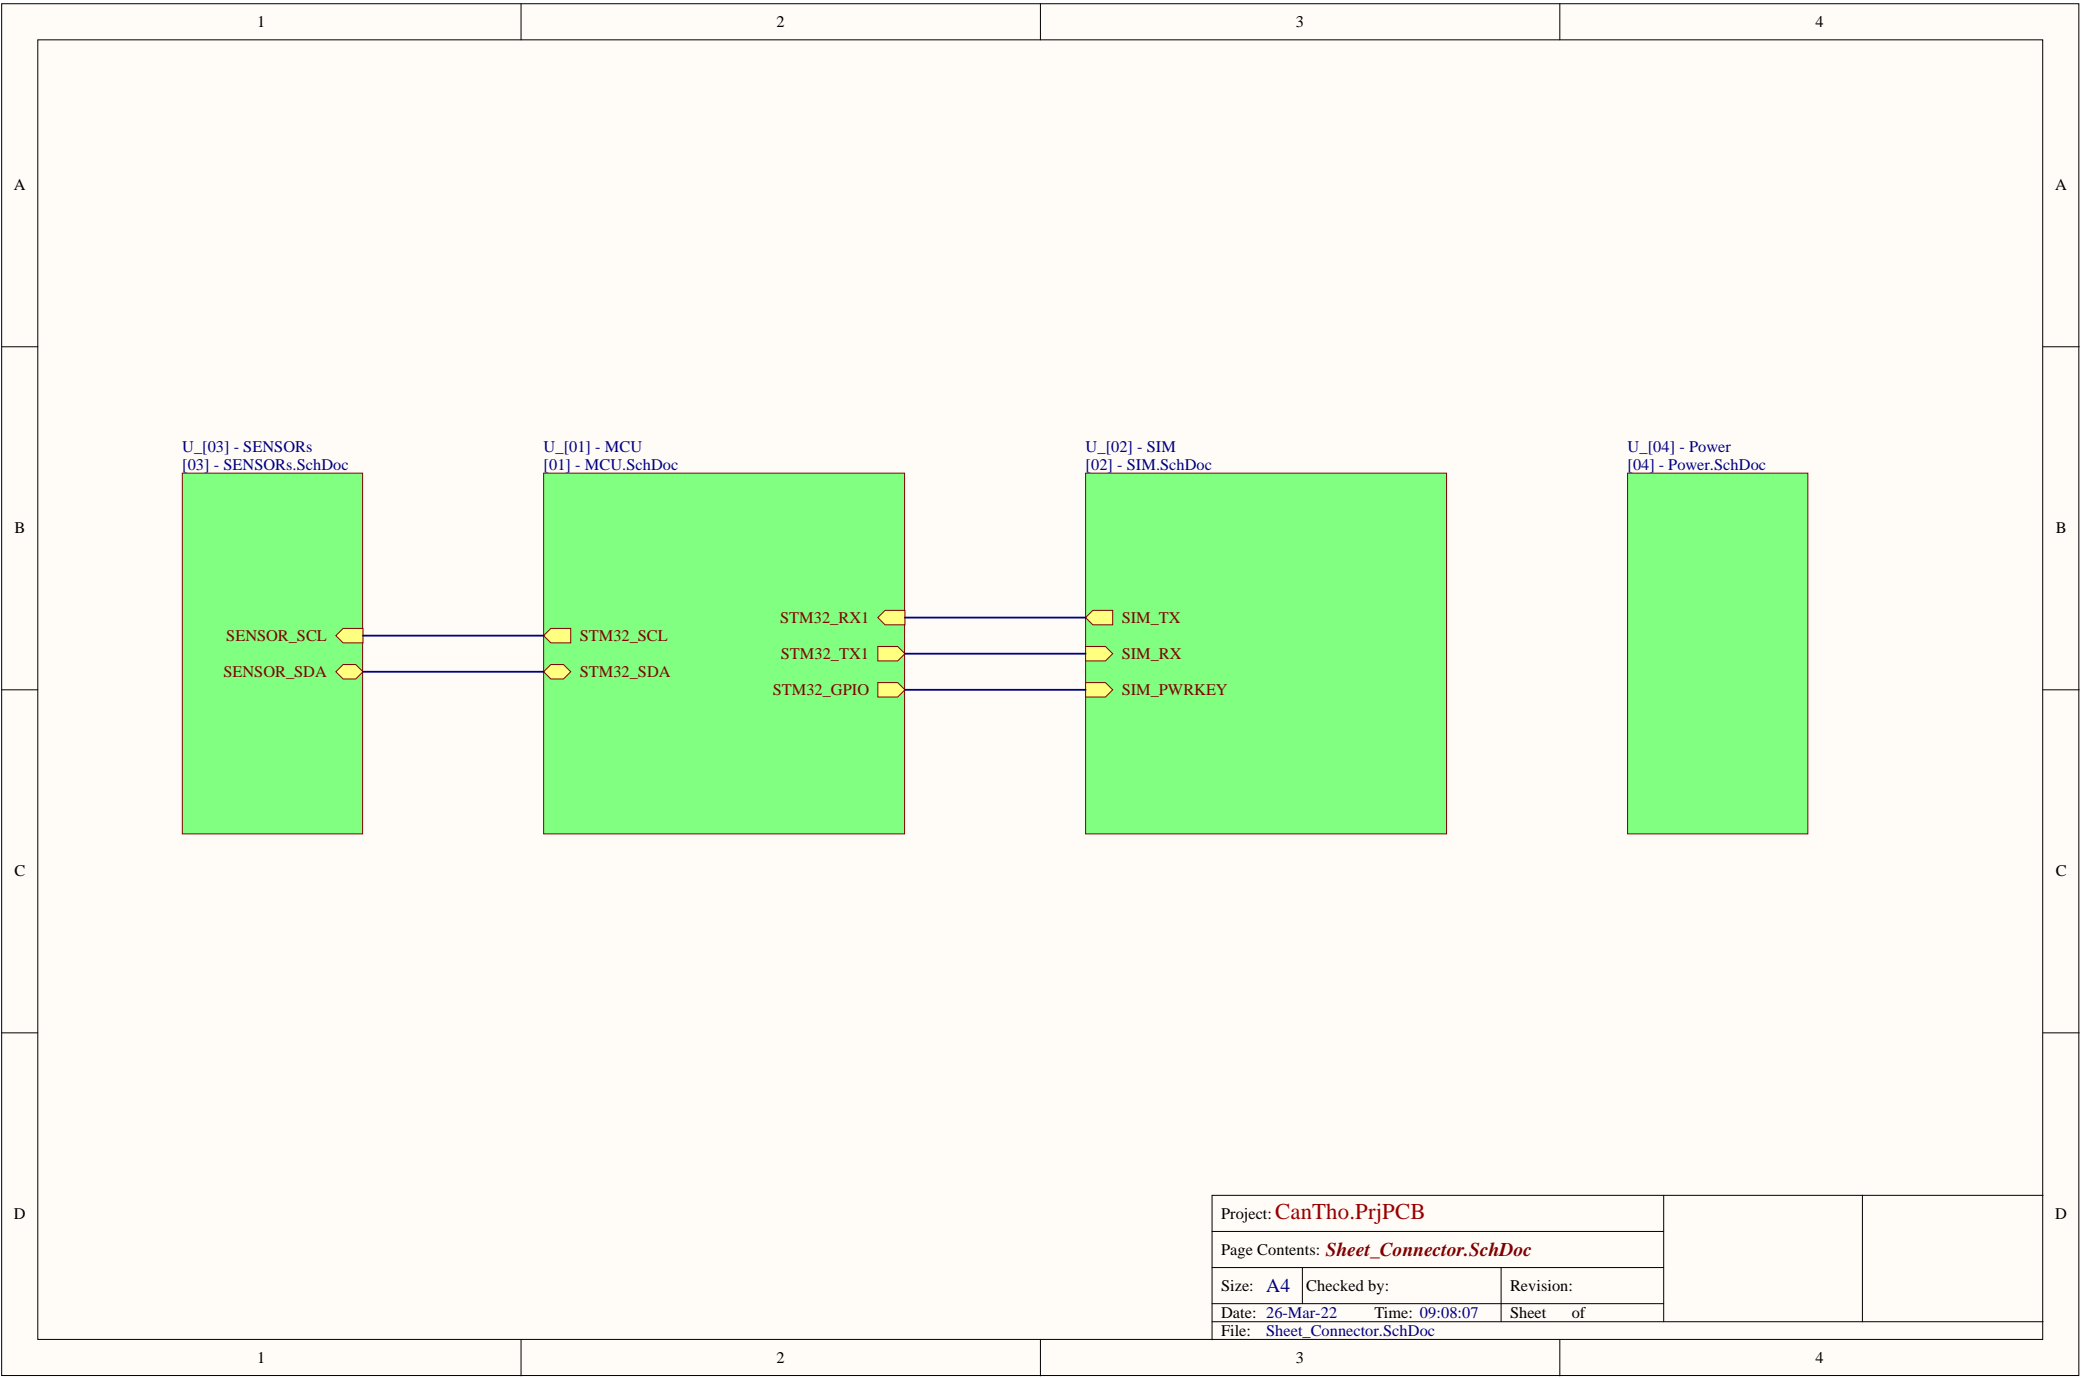 1 2 3 4
A A
U_[03] - SENSORs
[03] - SENSORs.SchDoc
U_[01] - MCU
[01] - MCU.SchDoc
U_[02] - SIM
[02] - SIM.SchDoc
U_[04] - Power
[04] - Power.SchDoc
B B
STM32_RX1 SIM_TX
SENSOR_SCL STM32_SCL
STM32_TX1 SIM_RX
SENSOR_SDA STM32_SDA
STM32_GPIO SIM_PWRKEY
C C
D D
Project: CanTho.PrjPCB
Page Contents: Sheet_Connector.SchDoc
Size: A4 Checked by: Revision:
Date: 26-Mar-22 Time: 09:08:07 Sheet of
File: Sheet_Connector.SchDoc
1 2 3 4